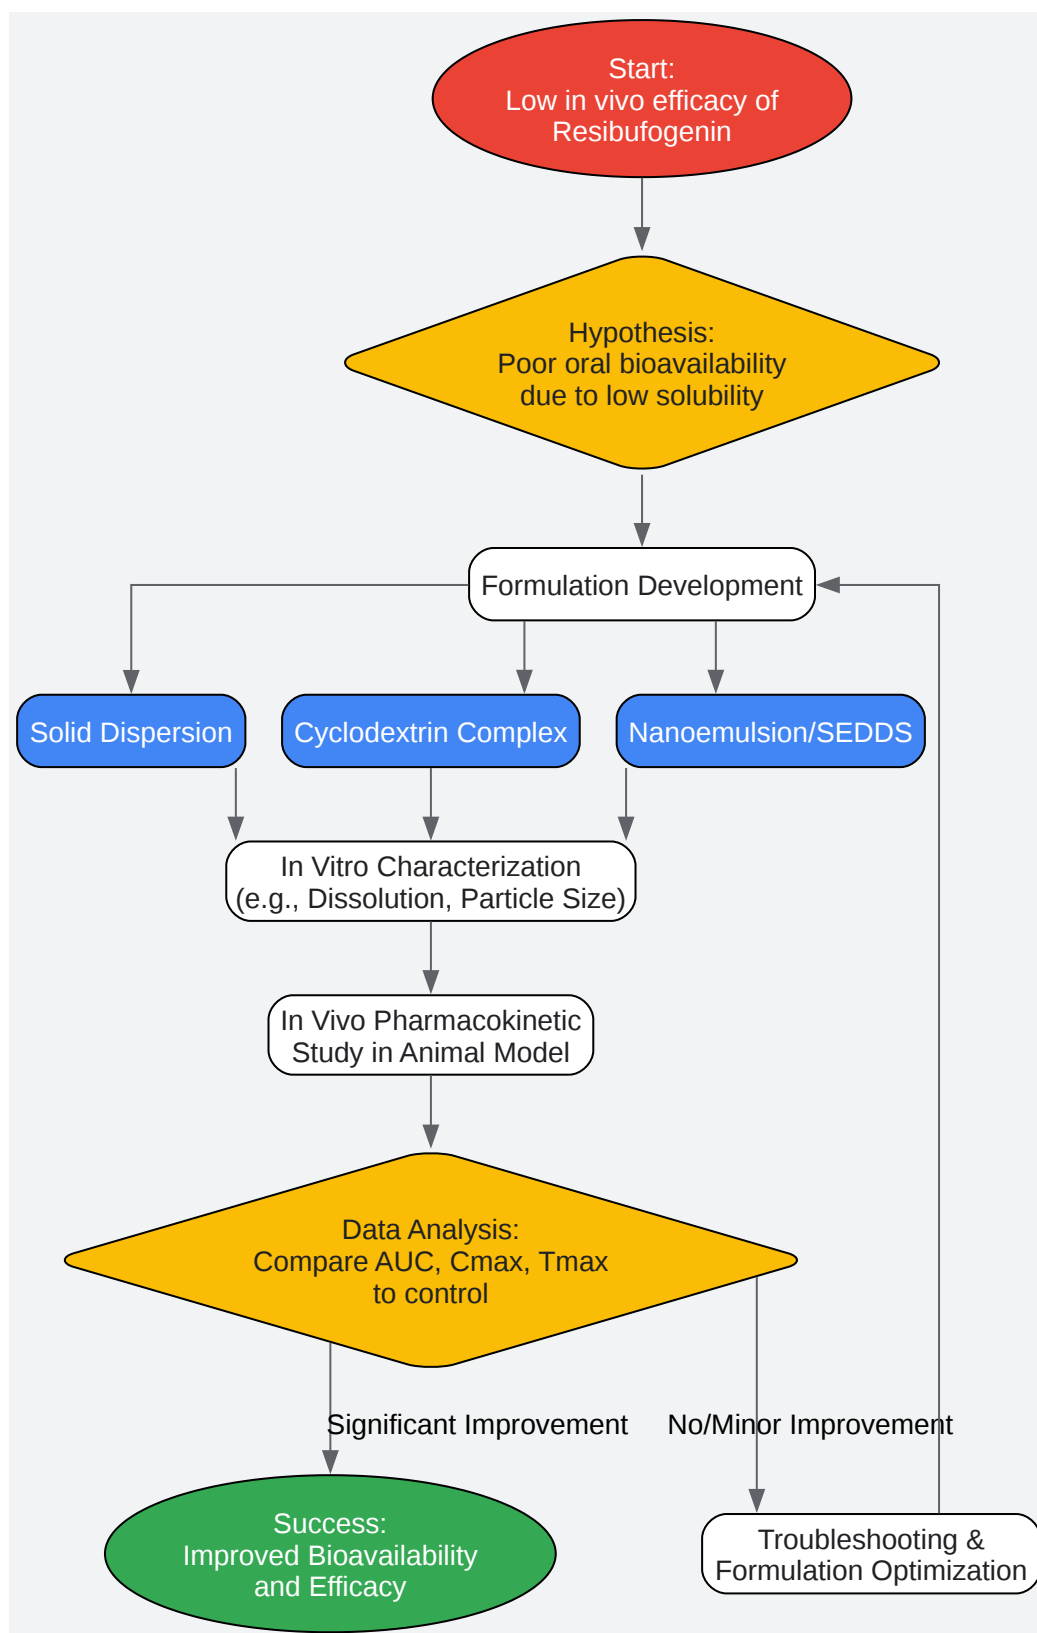 Start:
Low in vivo efficacy of
Resibufogenin
Hypothesis:
Poor oral bioavailability
due to low solubility
Formulation Development
Solid Dispersion
Cyclodextrin Complex
Nanoemulsion/SEDDS
In Vitro Characterization
(e.g., Dissolution, Particle Size)
In Vivo Pharmacokinetic
Study in Animal Model
Data Analysis:
Compare AUC, Cmax, Tmax
to control
Significant Improvement
No/Minor Improvement
Success:
Improved Bioavailability
and Efficacy
Troubleshooting &
Formulation Optimization